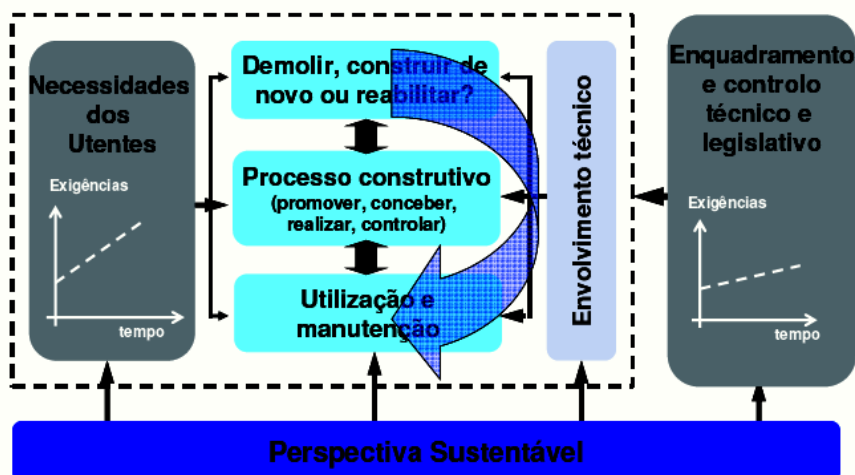 Necessidades
dos
Utentes
Exigências
tempo
Demolir, construir de
novo ou reabilitar?
Processo construtivo
(promover, conceber,
realizar, controlar)
Utilização e
manutenção
Envolvimento técnico
Enquadramento
e controlo
técnico e
legislativo
Exigências
tempo
Perspectiva Sustentável